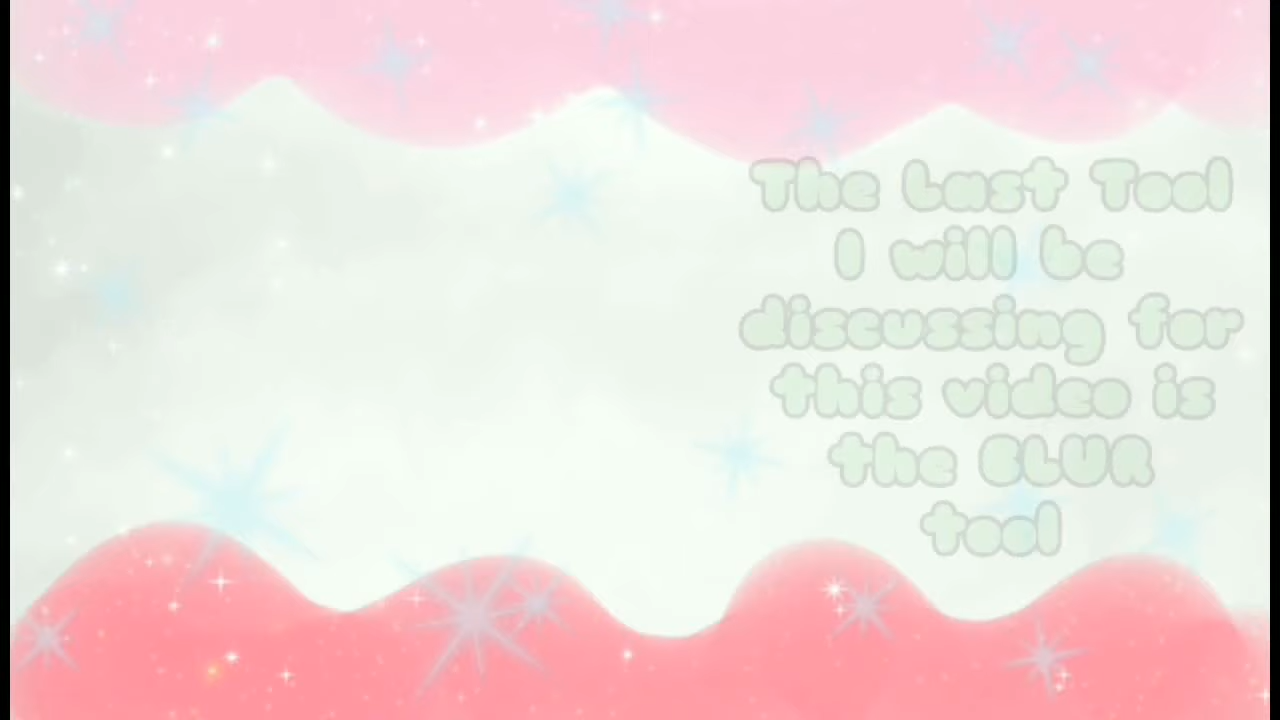 The Last Tool
I will be
discussing for
this video is
the BLUR
tool